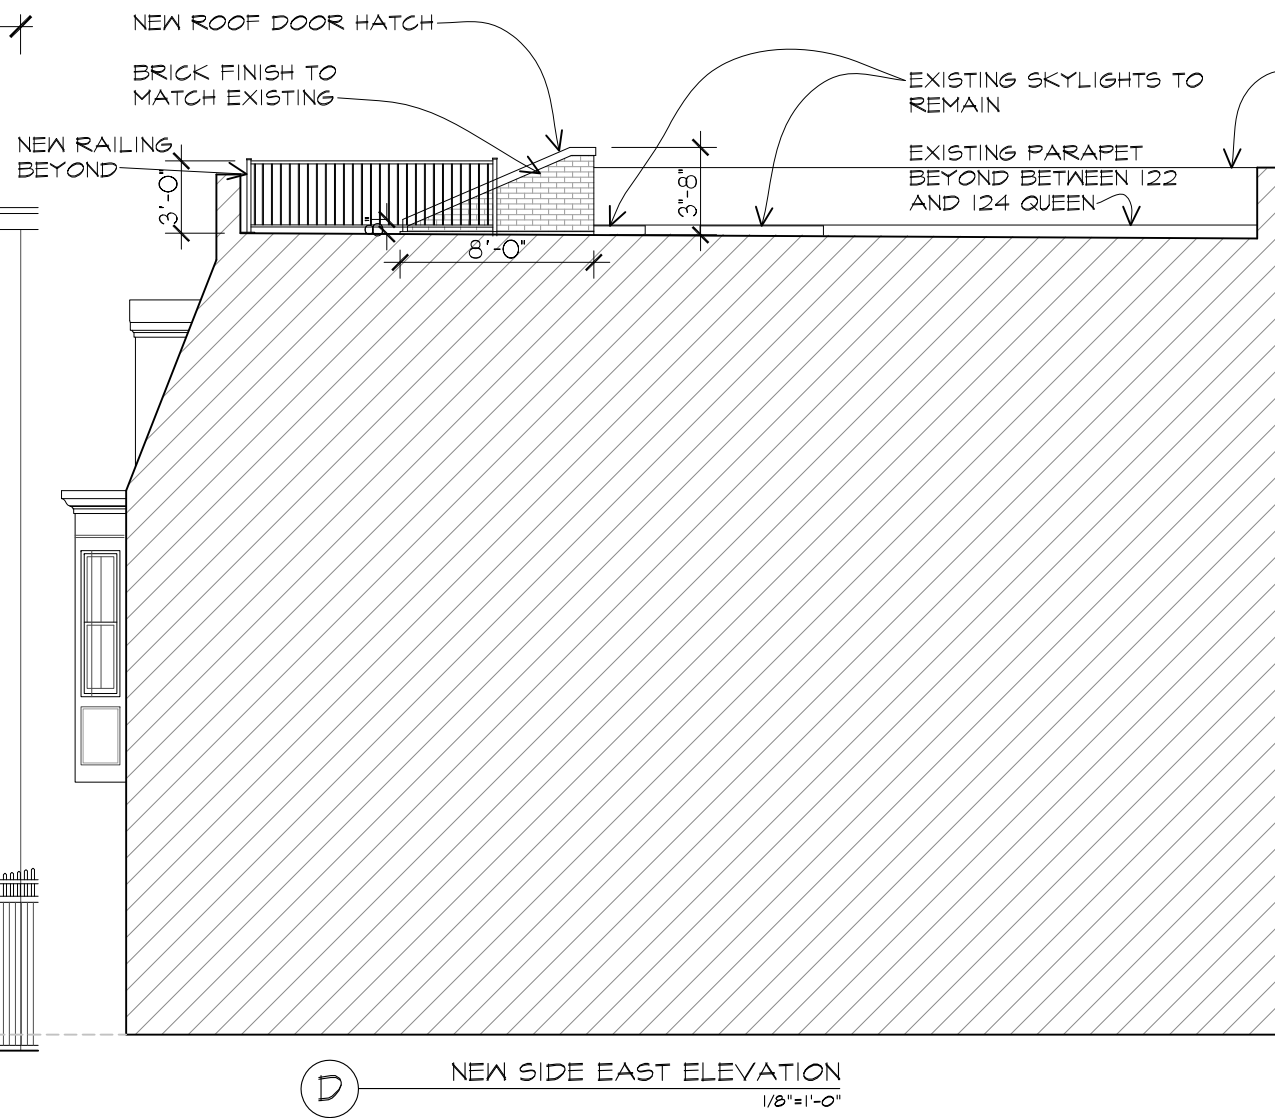 NEW ROOF DOOR HATCH
BRICK FINISH TO
MATCH EXISTING
NEW RAILING
BEYOND
EXISTING SKYLIGHTS TO
REMAIN
EXISTING PARAPET
BEYOND BETWEEN 122
AND 124 QUEEN
3'-0"
8"
8'-0"
3"-8"
D
NEW SIDE EAST ELEVATION
1/8"=1'-0"